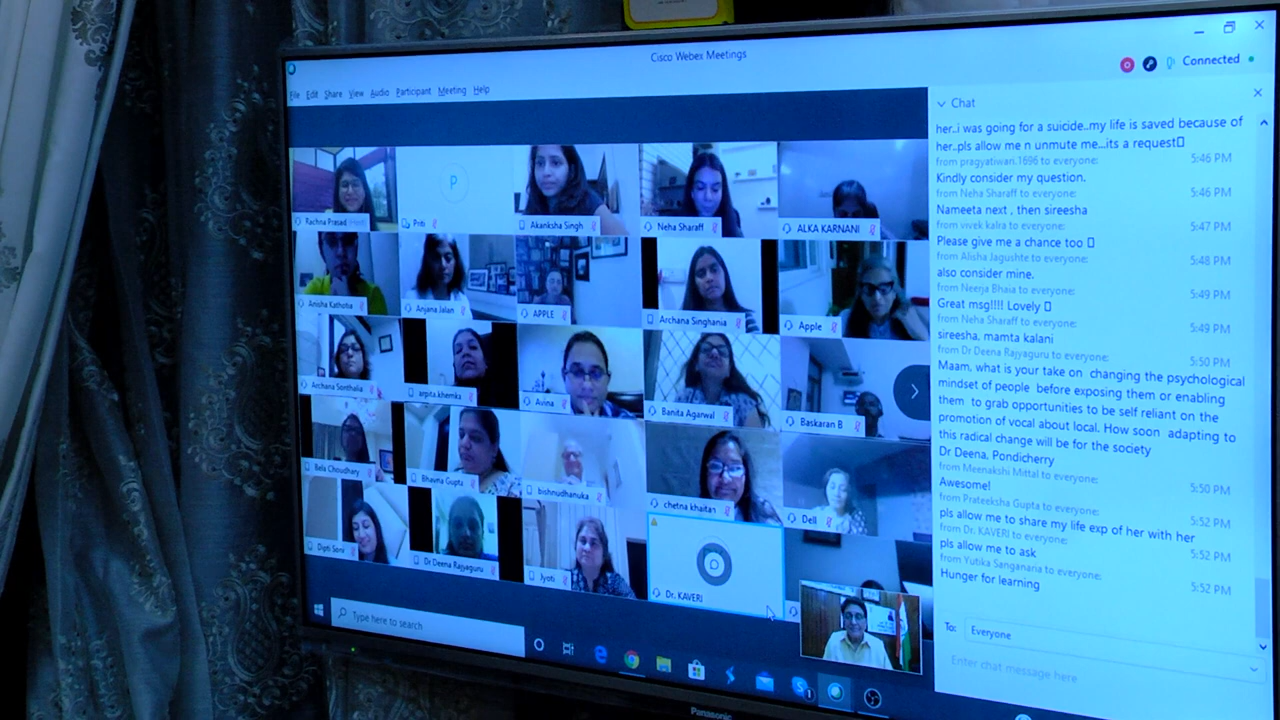 Cisco Webex Meetings
Connected
File Edit Share View Audio Participant Meeting Help
Rachna Prasad
P
Priti
Akanksha Singh
Neha Sharaff
ALKA KARNANI
Anisha Kathotia
Anjana Jalan
APPLE
Archana Singhania
Apple
Archana Sonthalia
arpita.khemka
Avina
Banita Agarwal
Baskaran B
Bela Choudhary
Bhavna Gupta
bishnudhanuka
chetna khaitan
Dell
Dipti Soni
Dr Deena Rajyaguru
Jyoti
Dr. KAVERI
Type here to search
Panasonic
Chat
her..i was going for a suicide..my life is saved because of
her..pls allow me n unmute me...its a request
from pragyatiwari.1696 to everyone: 5:46 PM
Kindly consider my question.
from Neha Sharaff to everyone: 5:46 PM
Nameeta next , then sireesha
from vivek kalra to everyone: 5:47 PM
Please give me a chance too
from Alisha Jagushte to everyone: 5:48 PM
also consider mine.
from Neerja Bhaia to everyone: 5:49 PM
Great msg!!!! Lovely
from Neha Sharaff to everyone: 5:49 PM
sireesha, mamta kalani
from Dr Deena Rajyaguru to everyone: 5:50 PM
Maam, what is your take on changing the psychological
mindset of people before exposing them or enabling
them to grab opportunities to be self reliant on the
promotion of vocal about local. How soon adapting to
this radical change will be for the society
Dr Deena, Pondicherry
from Meenakshi Mittal to everyone: 5:50 PM
Awesome!
from Prateeksha Gupta to everyone: 5:52 PM
pls allow me to share my life exp of her with her
from Dr. KAVERI to everyone: 5:52 PM
pls allow me to ask
from Yutika Sanganaria to everyone: 5:52 PM
Hunger for learning
To: Everyone
Enter chat message here